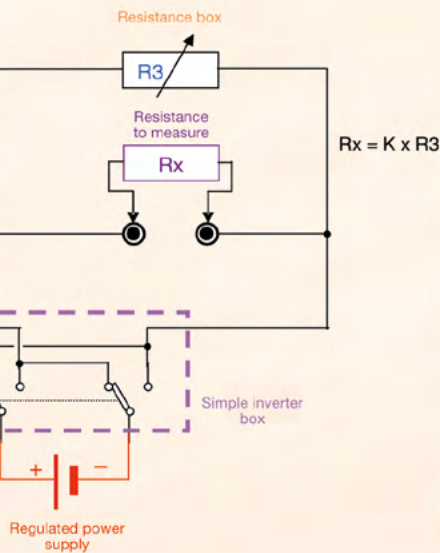 Resistance box
R3
Resistance
to measure
Rx
Rx = K x R3
Simple inverter
box
+ −
Regulated power
supply